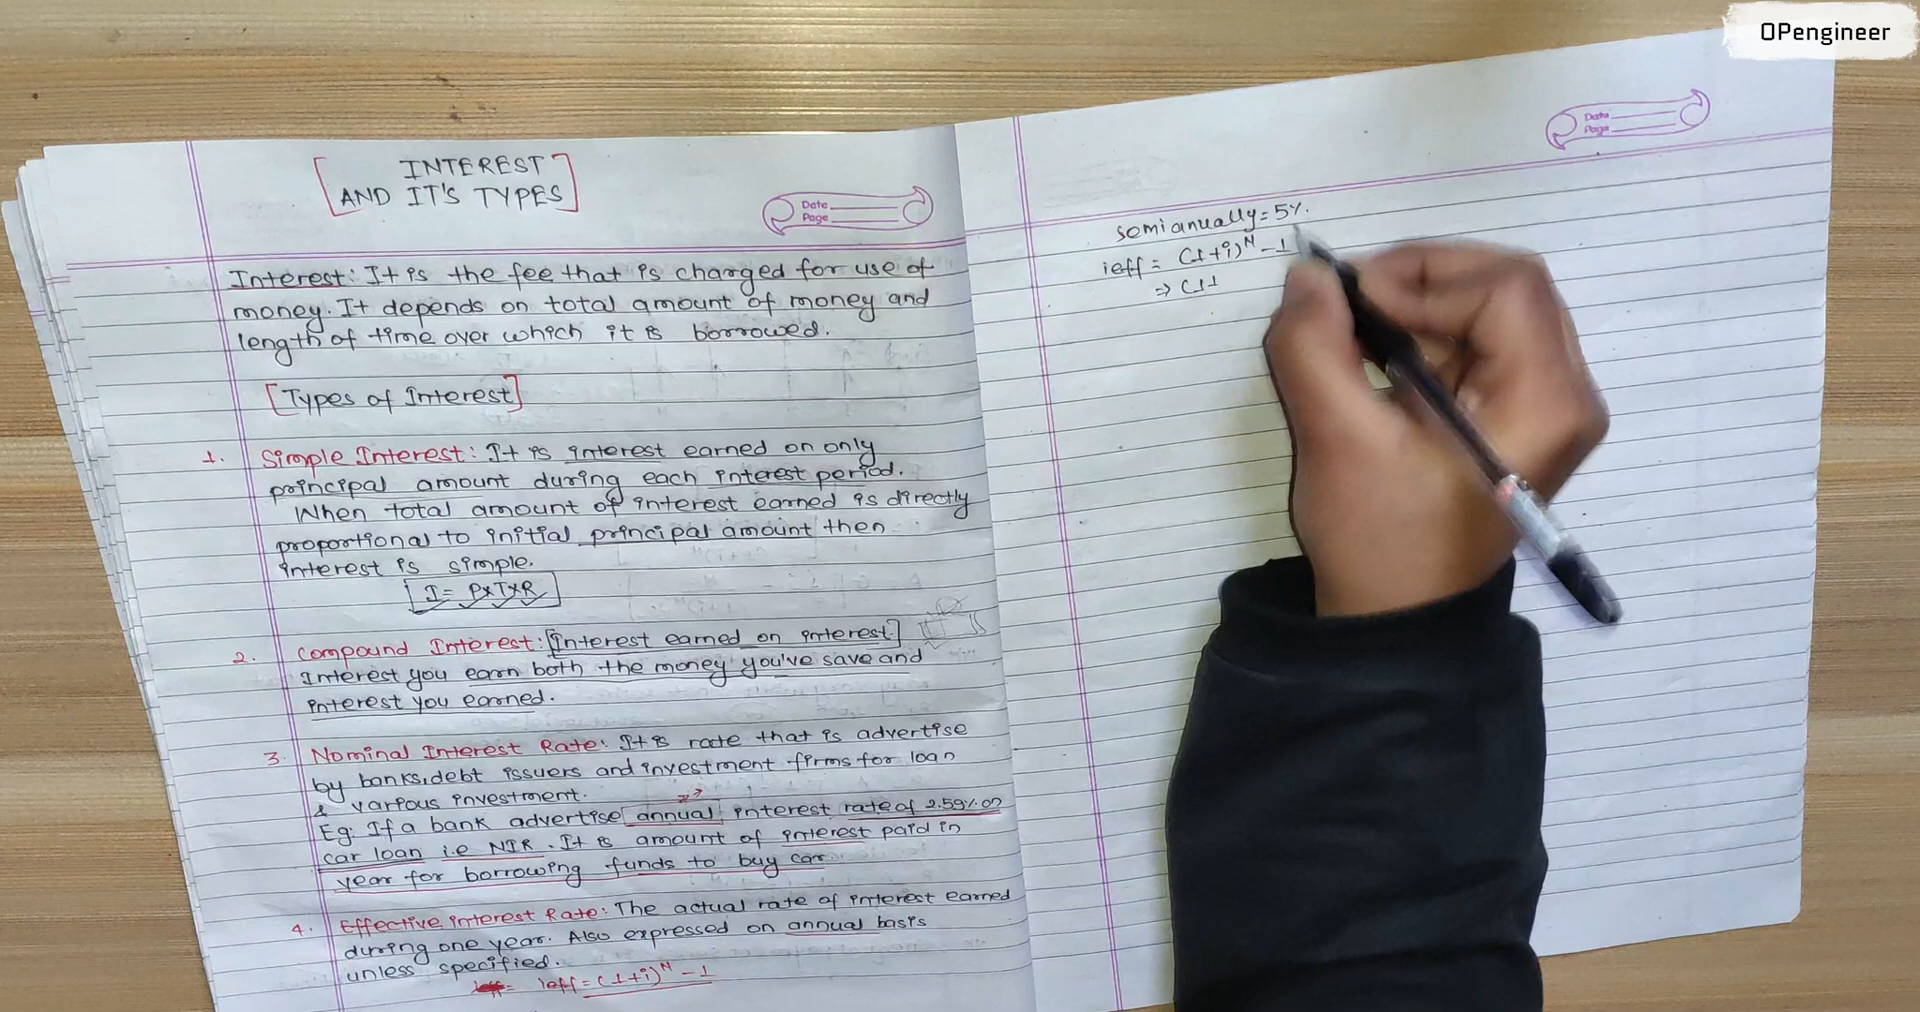 OPengineer
INTEREST
AND IT'S TYPES
Date
Page
Interest: It is the fee that is charged for use of
money. It depends on total amount of money and
length of time over which it is borrowed.
[Types of Interest]
1. Simple Interest: It is interest earned on only
principal amount during each interest period.
When total amount of interest earned is directly
proportional to initial principal amount then
interest is simple.
I = P×T×R
2. Compound Interest: [Interest earned on interest]
Interest you earn both the money you've save and
interest you earned.
3. Nominal Interest Rate: It is rate that is advertise
by banks, debt issuers and investment firms for loan
& various investment.
Eg: If a bank advertise [annual] interest rate of 2.59% on
car loan i.e NIR. It is amount of interest paid in
year for borrowing funds to buy car.
4. Effective interest Rate: The actual rate of interest earned
during one year. Also expressed on annual basis
unless specified.
ieff = (1+i)^N - 1
Date
Page
semianually = 5%.
ieff = (1+i)^N - 1
⇒ (1+